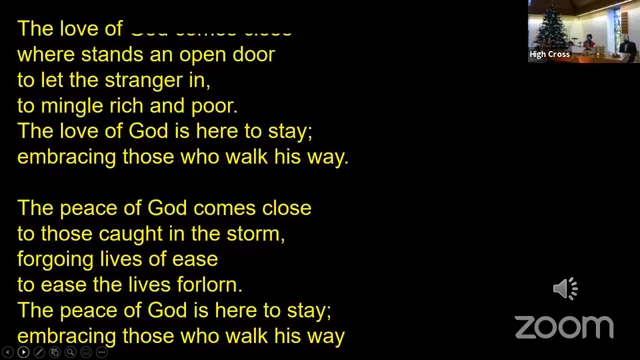 The love of God comes close
where stands an open door
to let the stranger in,
to mingle rich and poor.
The love of God is here to stay;
embracing those who walk his way.
The peace of God comes close
to those caught in the storm,
forgoing lives of ease
to ease the lives forlorn.
The peace of God is here to stay;
embracing those who walk his way
High Cross
zoom